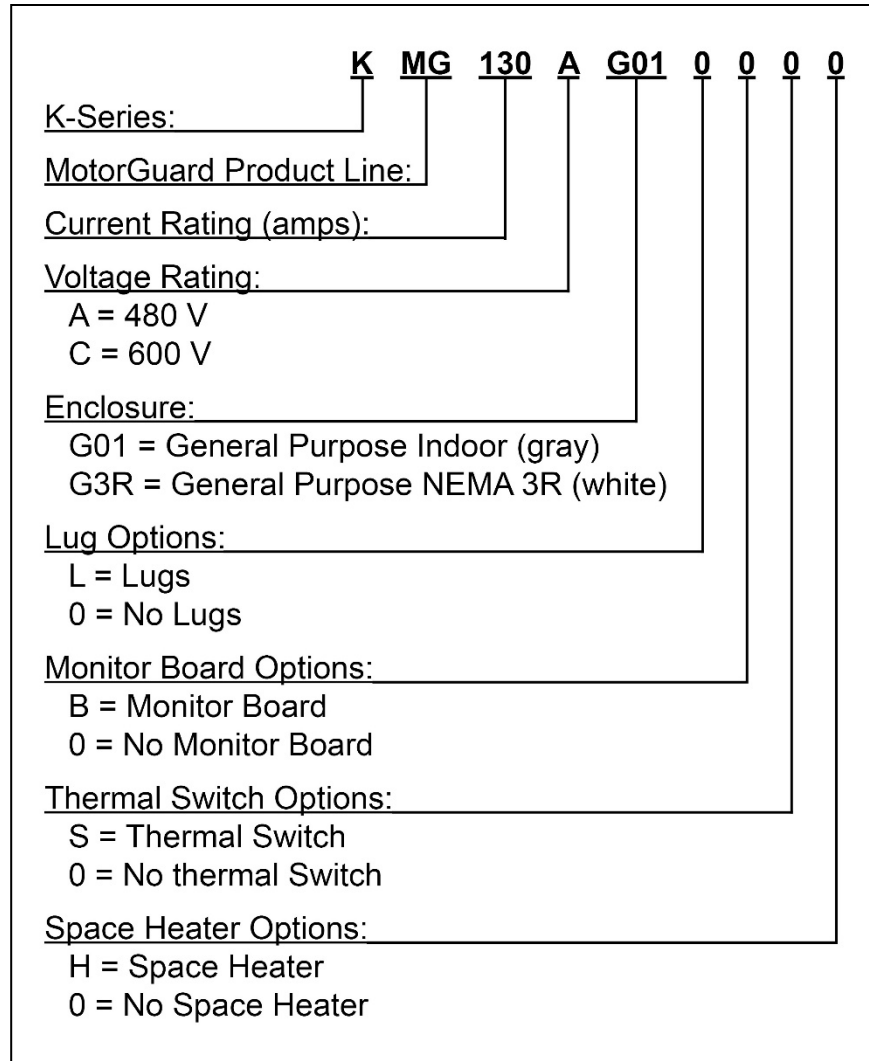 K MG 130 A G01 0 0 0 0
K-Series:
MotorGuard Product Line:
Current Rating (amps):
Voltage Rating:
A = 480 V
C = 600 V
Enclosure:
G01 = General Purpose Indoor (gray)
G3R = General Purpose NEMA 3R (white)
Lug Options:
L = Lugs
0 = No Lugs
Monitor Board Options:
B = Monitor Board
0 = No Monitor Board
Thermal Switch Options:
S = Thermal Switch
0 = No thermal Switch
Space Heater Options:
H = Space Heater
0 = No Space Heater